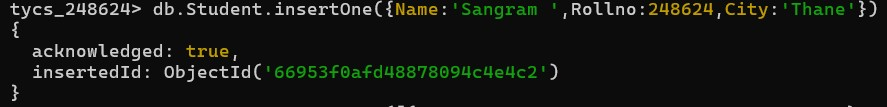 tycs_248624> db.Student.insertOne({Name:'Sangram ',Rollno:248624,City:'Thane'})
{
  acknowledged: true,
  insertedId: ObjectId('66953f0afd48878094c4e4c2')
}